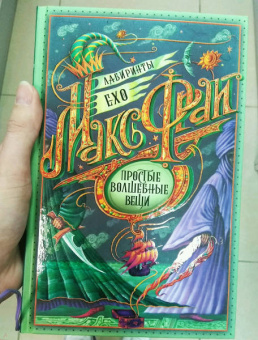 ЛАБИРИНТЫ
ЕХО
Макс Фрай
ПРОСТЫЕ
ВОЛШЕБНЫЕ
ВЕЩИ